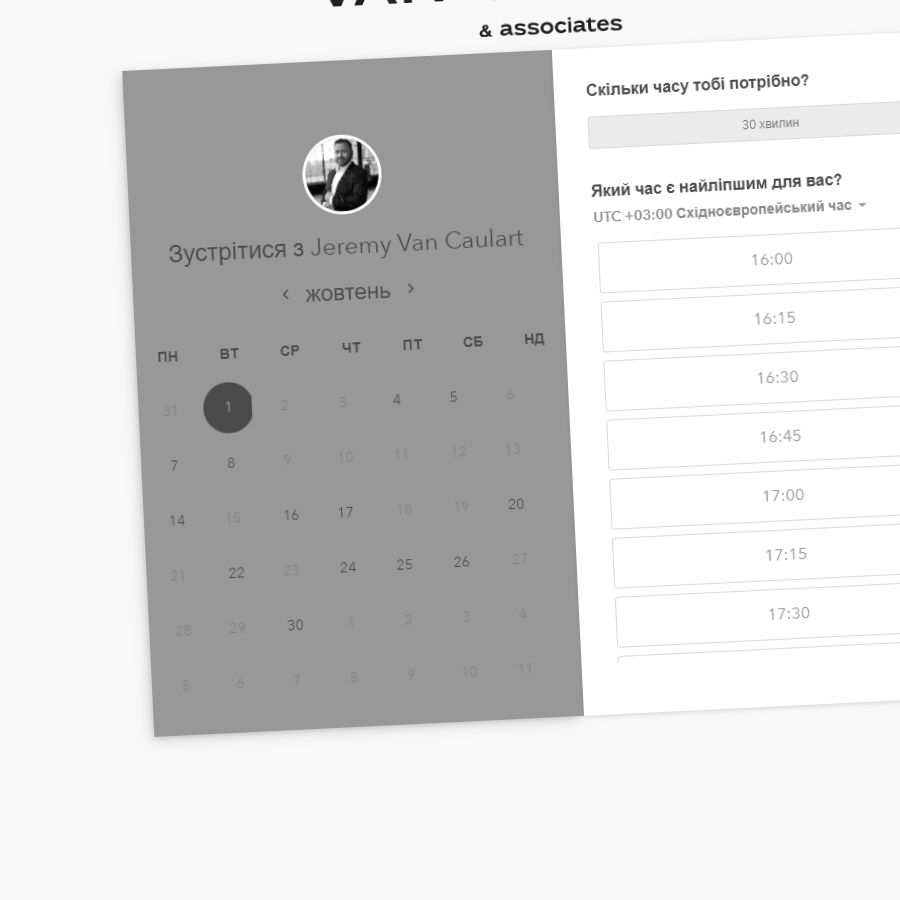 & associates
Зустрітися з Jeremy Van Caulart
жовтень
ПН ВТ СР ЧТ ПТ СБ НД
31 1 2 3 4 5 6
7 8 9 10 11 12 13
14 15 16 17 18 19 20
21 22 23 24 25 26 27
28 29 30 1 2 3 4
5 6 7 8 9 10 11
Скільки часу тобі потрібно?
30 хвилин
Який час є найліпшим для вас?
UTC +03:00 Східноєвропейський час
16:00
16:15
16:30
16:45
17:00
17:15
17:30